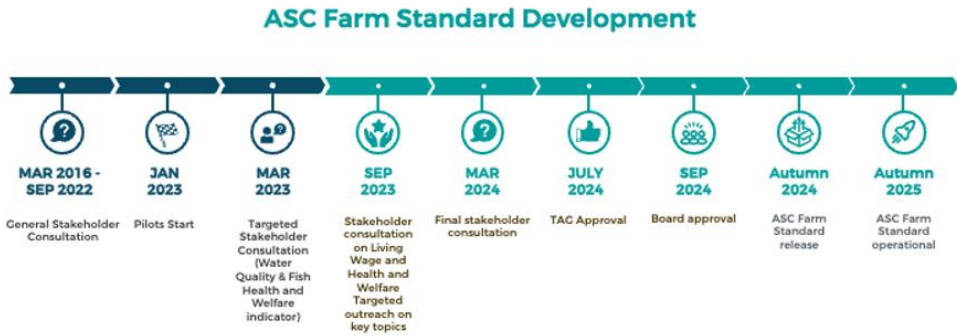 ASC Farm Standard Development
MAR 2016 -
SEP 2022
General Stakeholder
Consultation
JAN
2023
Pilots Start
MAR
2023
Targeted
Stakeholder
Consultation
(Water
Quality & Fish
Health and
Welfare
indicator)
SEP
2023
Stakeholder
consultation
on Living
Wage and
Health and
Welfare
Targeted
outreach on
key topics
MAR
2024
Final stakeholder
consultation
JULY
2024
TAG Approval
SEP
2024
Board approval
Autumn
2024
ASC Farm
Standard
release
Autumn
2025
ASC Farm
Standard
operational